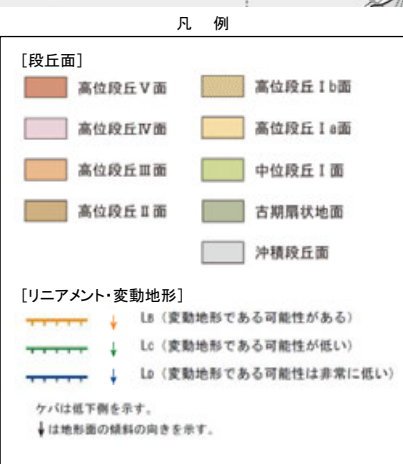 凡 例
[段丘面]
高位段丘Ⅴ面
高位段丘Ⅰb面
高位段丘Ⅳ面
高位段丘Ⅰa面
高位段丘Ⅲ面
中位段丘Ⅰ面
高位段丘Ⅱ面
古期扇状地面
沖積段丘面
[リニアメント・変動地形]
LB（変動地形である可能性がある）
LC（変動地形である可能性が低い）
LD（変動地形である可能性は非常に低い）
ケバは低下側を示す。
↓は地形面の傾斜の向きを示す。